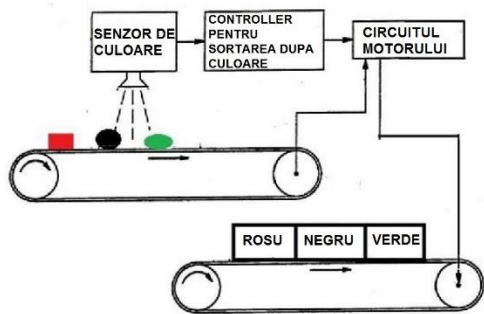 SENZOR DE
CULOARE
CONTROLLER
PENTRU
SORTAREA DUPA
CULOARE
CIRCUITUL
MOTORULUI
ROSU NEGRU VERDE